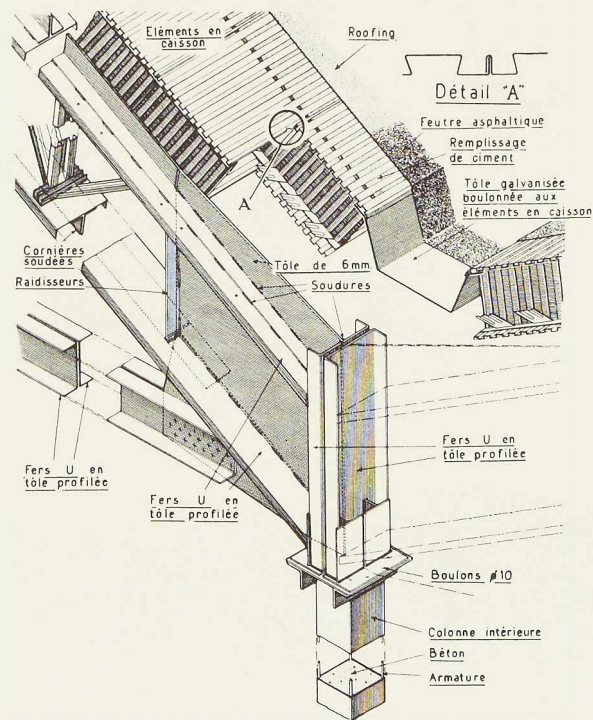 Eléments en
caisson
Roofing
Détail "A"
Feutre asphaltique
Remplissage
de ciment
A
Tôle galvanisée
boulonnée aux
éléments en caisson
Cornières
soudées
Tôle de 6mm.
Raidisseurs
Soudures
Fers U en
tôle profilée
Fers U en
tôle profilée
Fers U en
tôle profilée
Boulons ø10
Colonne intérieure
Béton
Armature